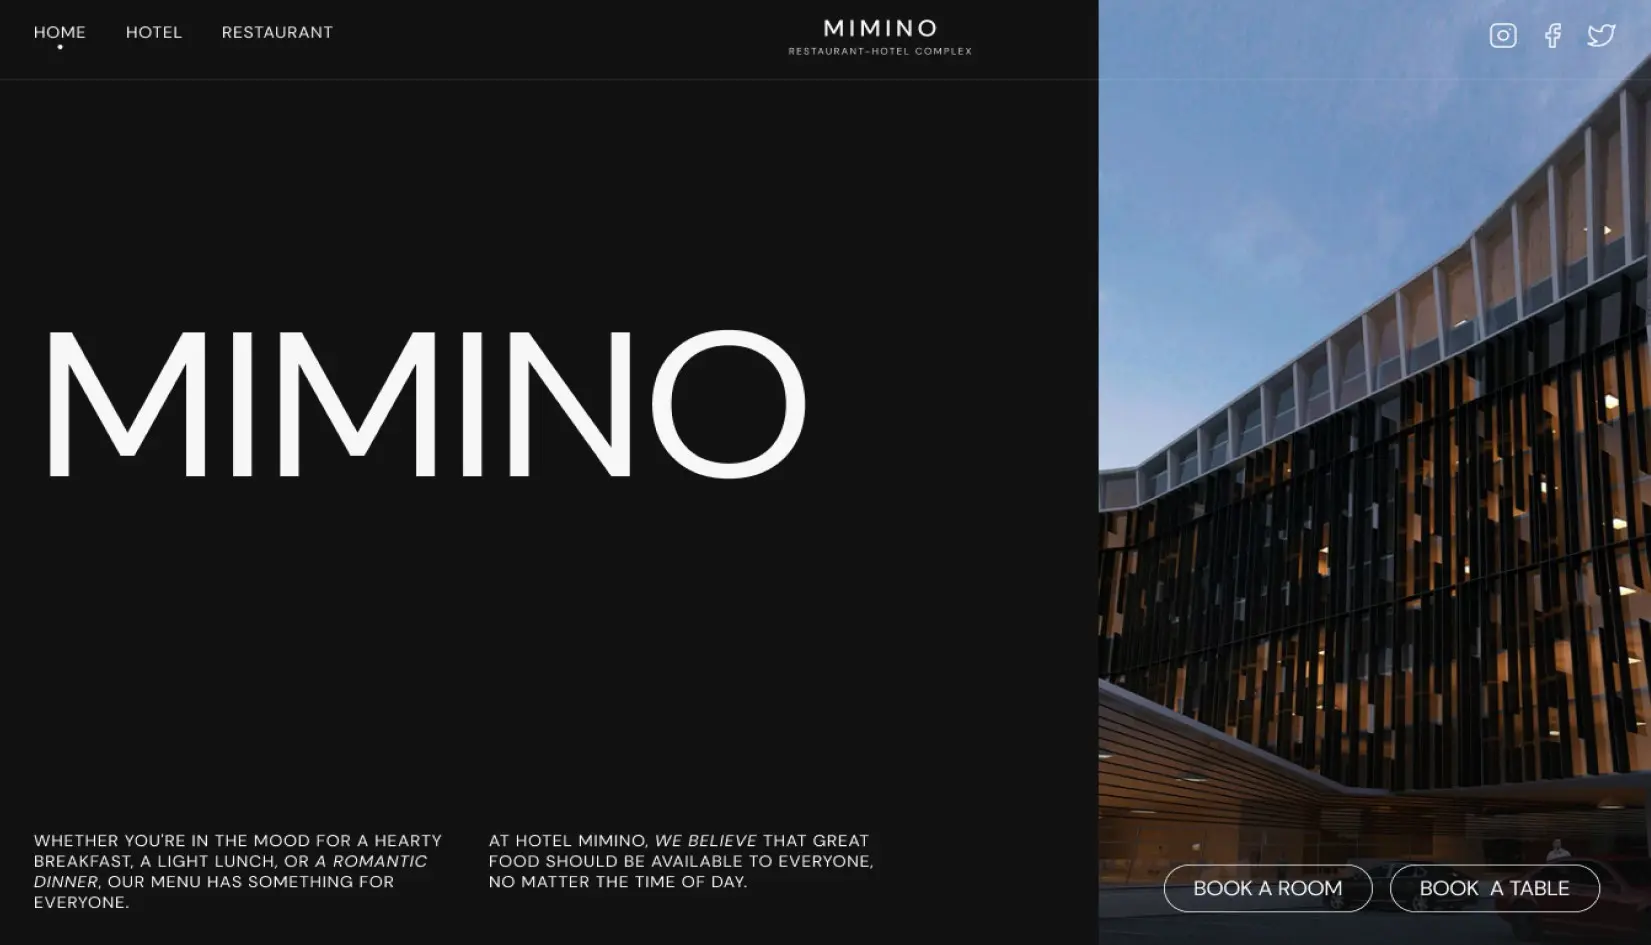 HOME
HOTEL
RESTAURANT
MIMINO
RESTAURANT-HOTEL COMPLEX
MIMINO
WHETHER YOU'RE IN THE MOOD FOR A HEARTY
BREAKFAST, A LIGHT LUNCH, OR A ROMANTIC
DINNER, OUR MENU HAS SOMETHING FOR
EVERYONE.
AT HOTEL MIMINO, WE BELIEVE THAT GREAT
FOOD SHOULD BE AVAILABLE TO EVERYONE,
NO MATTER THE TIME OF DAY.
BOOK A ROOM
BOOK A TABLE